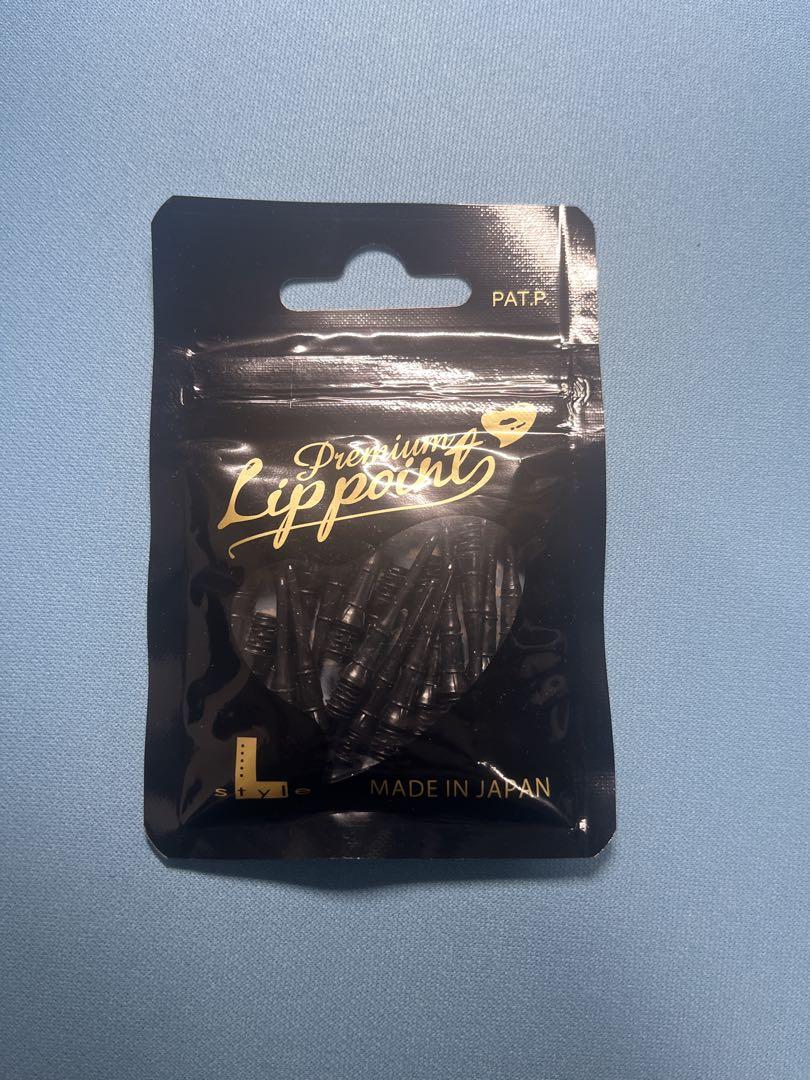 PAT.P.
Premium
Lippoint
L
style
MADE IN JAPAN